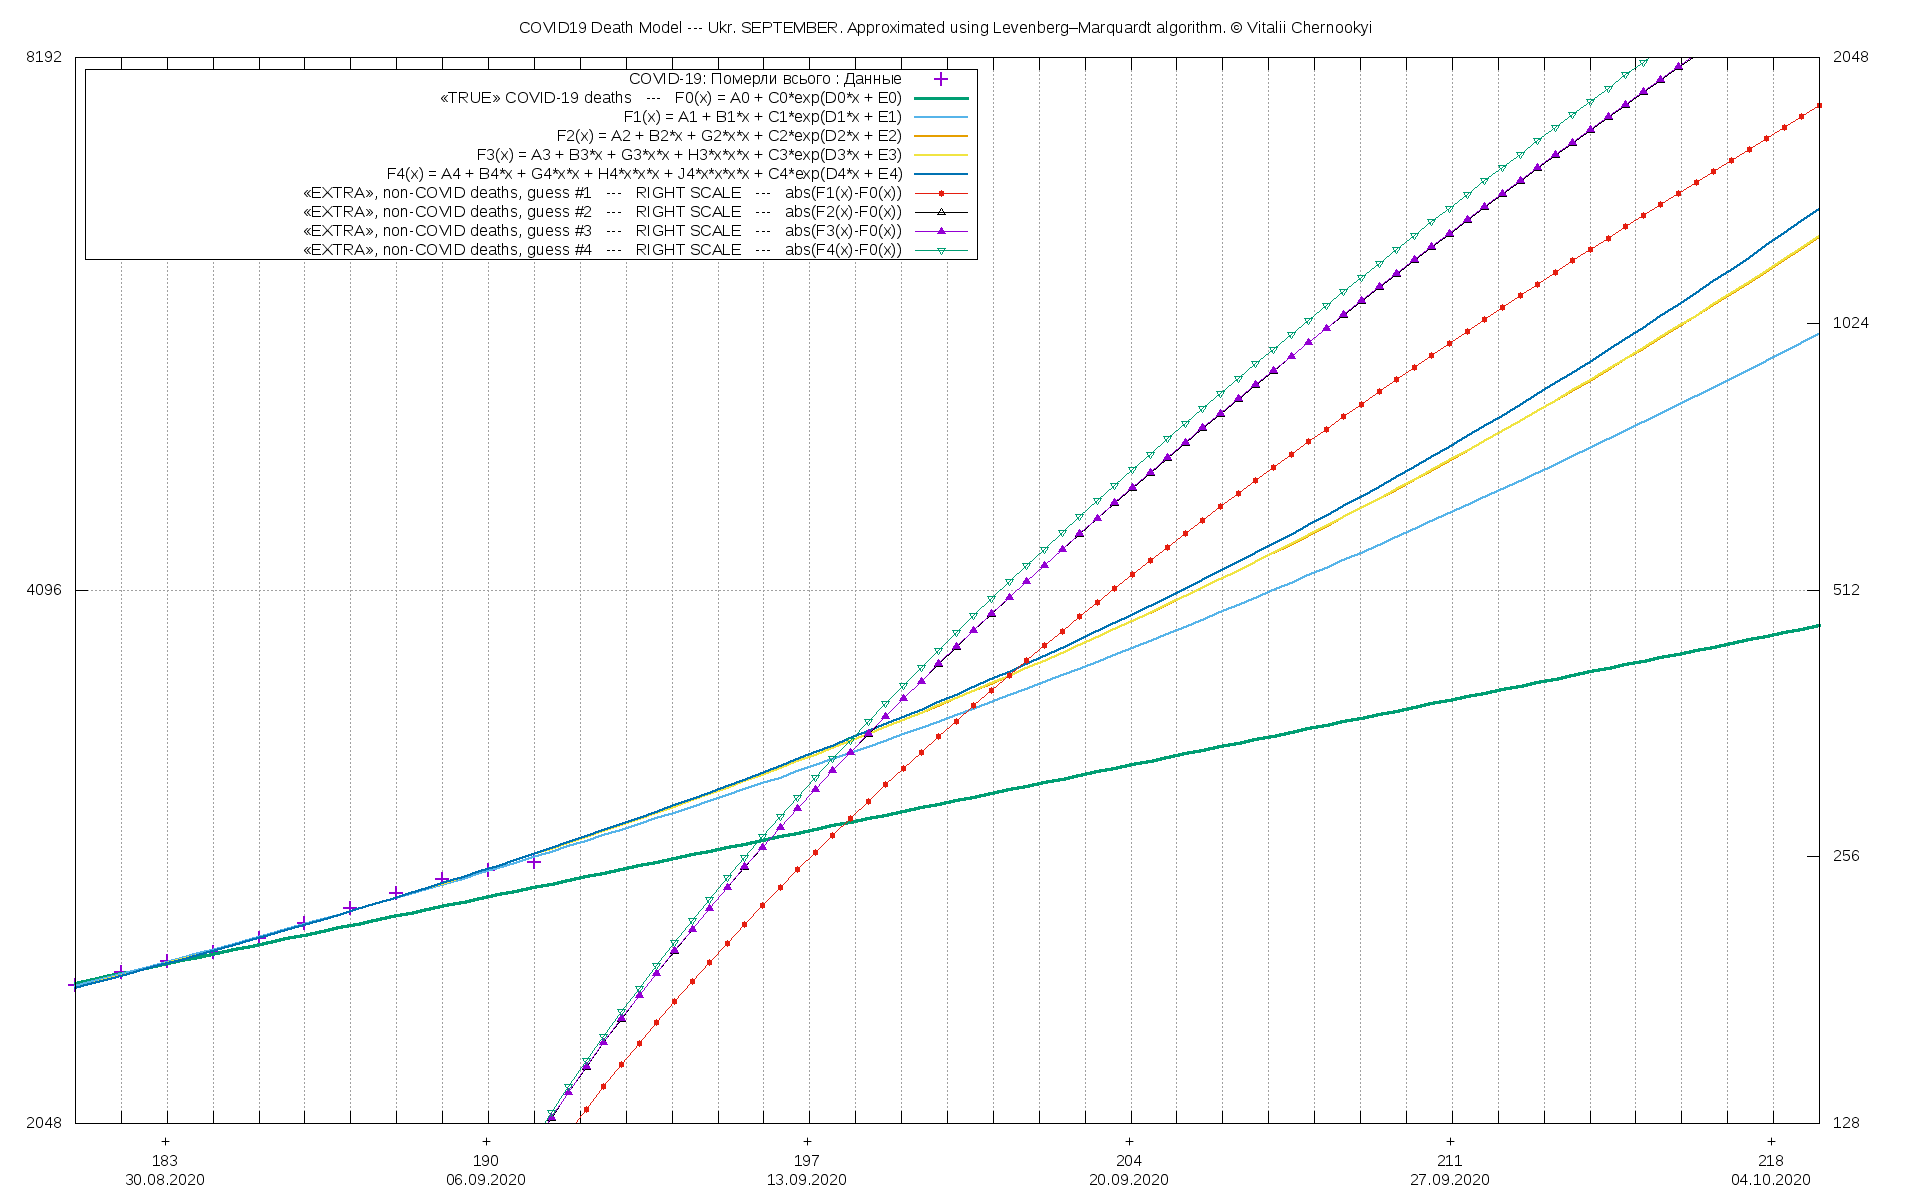 COVID19 Death Model --- Ukr. SEPTEMBER. Approximated using Levenberg–Marquardt algorithm. © Vitalii Chernookyi
8192
2048
COVID-19: Померли всього : Данные
«TRUE» COVID-19 deaths --- F0(x) = A0 + C0*exp(D0*x + E0)
F1(x) = A1 + B1*x + C1*exp(D1*x + E1)
F2(x) = A2 + B2*x + G2*x*x + C2*exp(D2*x + E2)
F3(x) = A3 + B3*x + G3*x*x + H3*x*x*x + C3*exp(D3*x + E3)
F4(x) = A4 + B4*x + G4*x*x + H4*x*x*x + J4*x*x*x*x + C4*exp(D4*x + E4)
«EXTRA», non-COVID deaths, guess #1 --- RIGHT SCALE --- abs(F1(x)-F0(x))
«EXTRA», non-COVID deaths, guess #2 --- RIGHT SCALE --- abs(F2(x)-F0(x))
«EXTRA», non-COVID deaths, guess #3 --- RIGHT SCALE --- abs(F3(x)-F0(x))
«EXTRA», non-COVID deaths, guess #4 --- RIGHT SCALE --- abs(F4(x)-F0(x))
1024
4096
512
256
2048
128
+ + + + + +
183 190 197 204 211 218
30.08.2020 06.09.2020 13.09.2020 20.09.2020 27.09.2020 04.10.2020